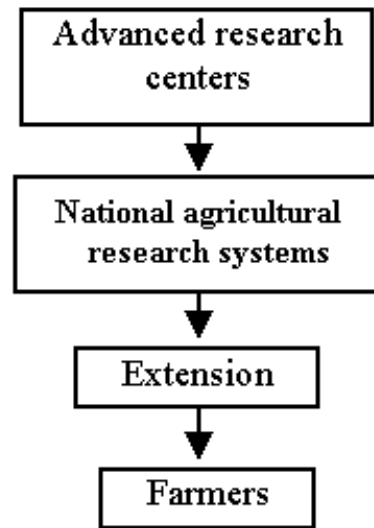 Advanced research
centers
National agricultural
research systems
Extension
Farmers